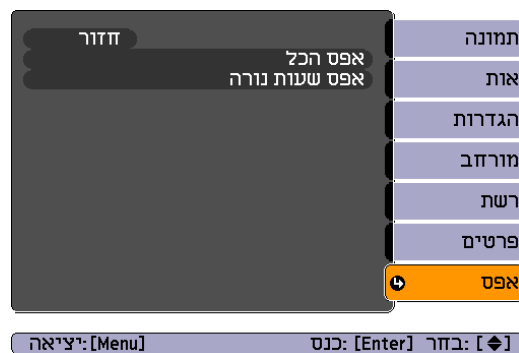 חזור
אפס הכל
אפס שעות נורה
תמונה
אות
הגדרות
מורחב
רשת
פרטים
אפס
[♦] :בחר [Enter] :כנס [Menu]:יציאה